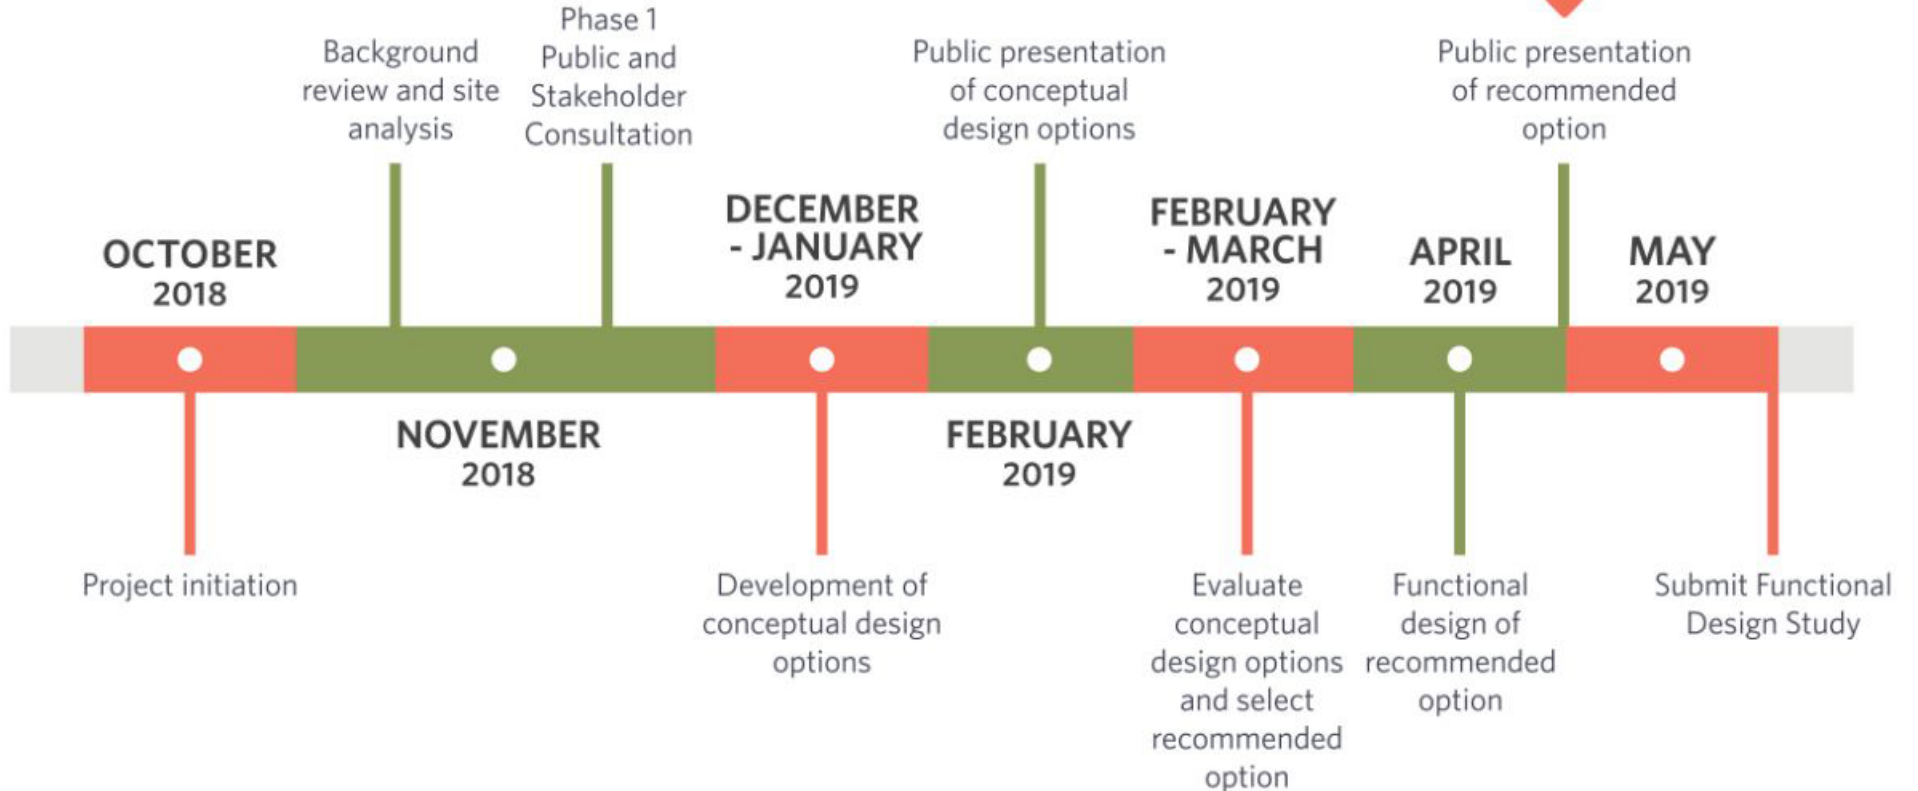 Background
review and site
analysis
Phase 1
Public and
Stakeholder
Consultation
Public presentation
of conceptual
design options
Public presentation
of recommended
option
OCTOBER
2018
DECEMBER
- JANUARY
2019
FEBRUARY
- MARCH
2019
APRIL
2019
MAY
2019
NOVEMBER
2018
FEBRUARY
2019
Project initiation
Development of
conceptual design
options
Evaluate
conceptual
design options
and select
recommended
option
Functional
design of
recommended
option
Submit Functional
Design Study